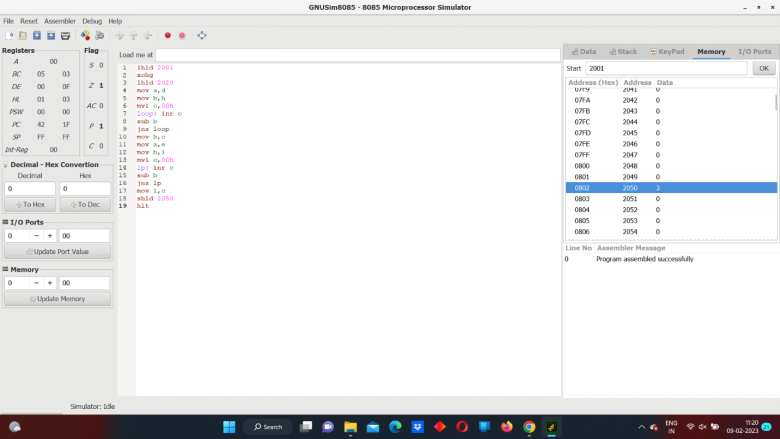 GNUSim8085 - 8085 Microprocessor Simulator
File Reset Assembler Debug Help
Registers Flag
A 00
BC 05 03
DE 00 0F
HL 01 03
PSW 00 00
PC 42 1F
SP FF FF
Int-Reg 00
S 0
Z 1
AC 0
P 1
C 0
Decimal - Hex Convertion
Decimal Hex
0 0
To Hex To Dec
I/O Ports
0 - + 00
Update Port Value
Memory
0 - + 00
Update Memory
Load me at
1 lhld 2001
2 xchg
3 lhld 2020
4 mov a,d
5 mov b,h
6 mvi c,00h
7 loop: inr c
8 sub b
9 jnz loop
10 mov h,c
11 mov a,e
12 mov b,l
13 mvi c,00h
14 lp: inr c
15 sub b
16 jnz lp
17 mov l,c
18 shld 2050
19 hlt
Data Stack KeyPad Memory I/O Ports
Start 2001 OK
Address (Hex) Address Data
07F9 2041 0
07FA 2042 0
07FB 2043 0
07FC 2044 0
07FD 2045 0
07FE 2046 0
07FF 2047 0
0800 2048 0
0801 2049 0
0802 2050 3
0803 2051 0
0804 2052 0
0805 2053 0
0806 2054 0
Line No Assembler Message
0 Program assembled successfully
Simulator: Idle
Search
ENG
IN
11:20
09-02-2023